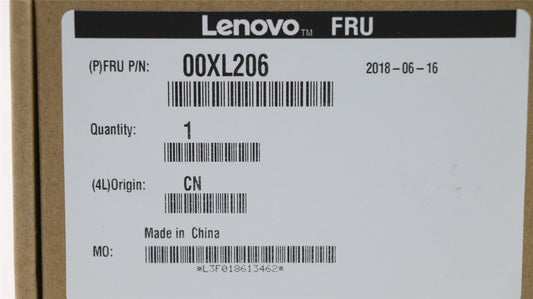 Lenovo™ FRU
(P)FRU P/N: 00XL206 2018-06-16
Quantity: 1
(4L)Origin: CN
Made in China
MO:
*L3F018613462*